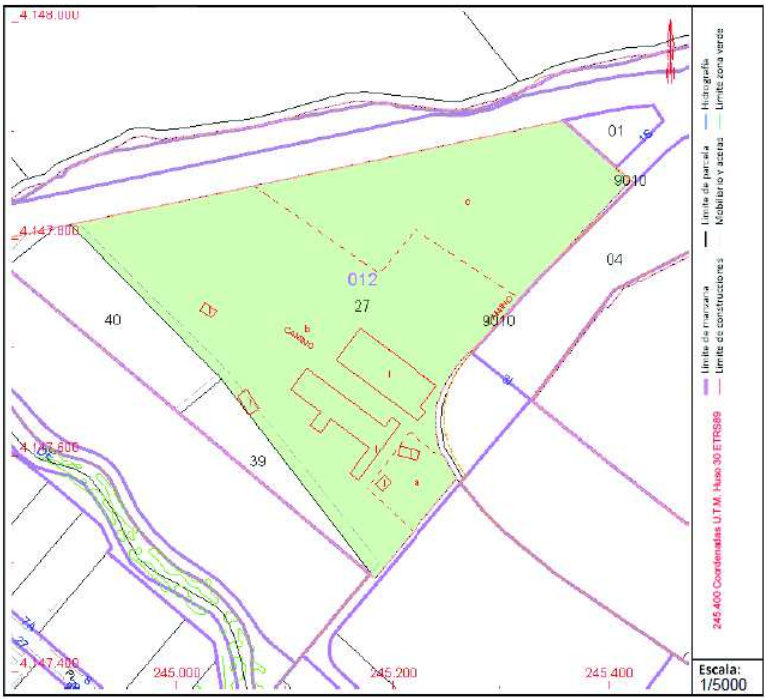 4.148.000
01
16
9010
4.147.800
c
04
012
27
40
b
CAMINO
CAMINO
9010
I
4.147.600
39
I
a
4.147.400
245.000
245.200
245.400
Límite de manzana
Límite de parcela
Hidrografía
Límite de construcciones
Mobiliario y aceras
Límite zona verde
245.400 Coordenadas U.T.M. Huso 30 ETRS89
Escala:
1/5000